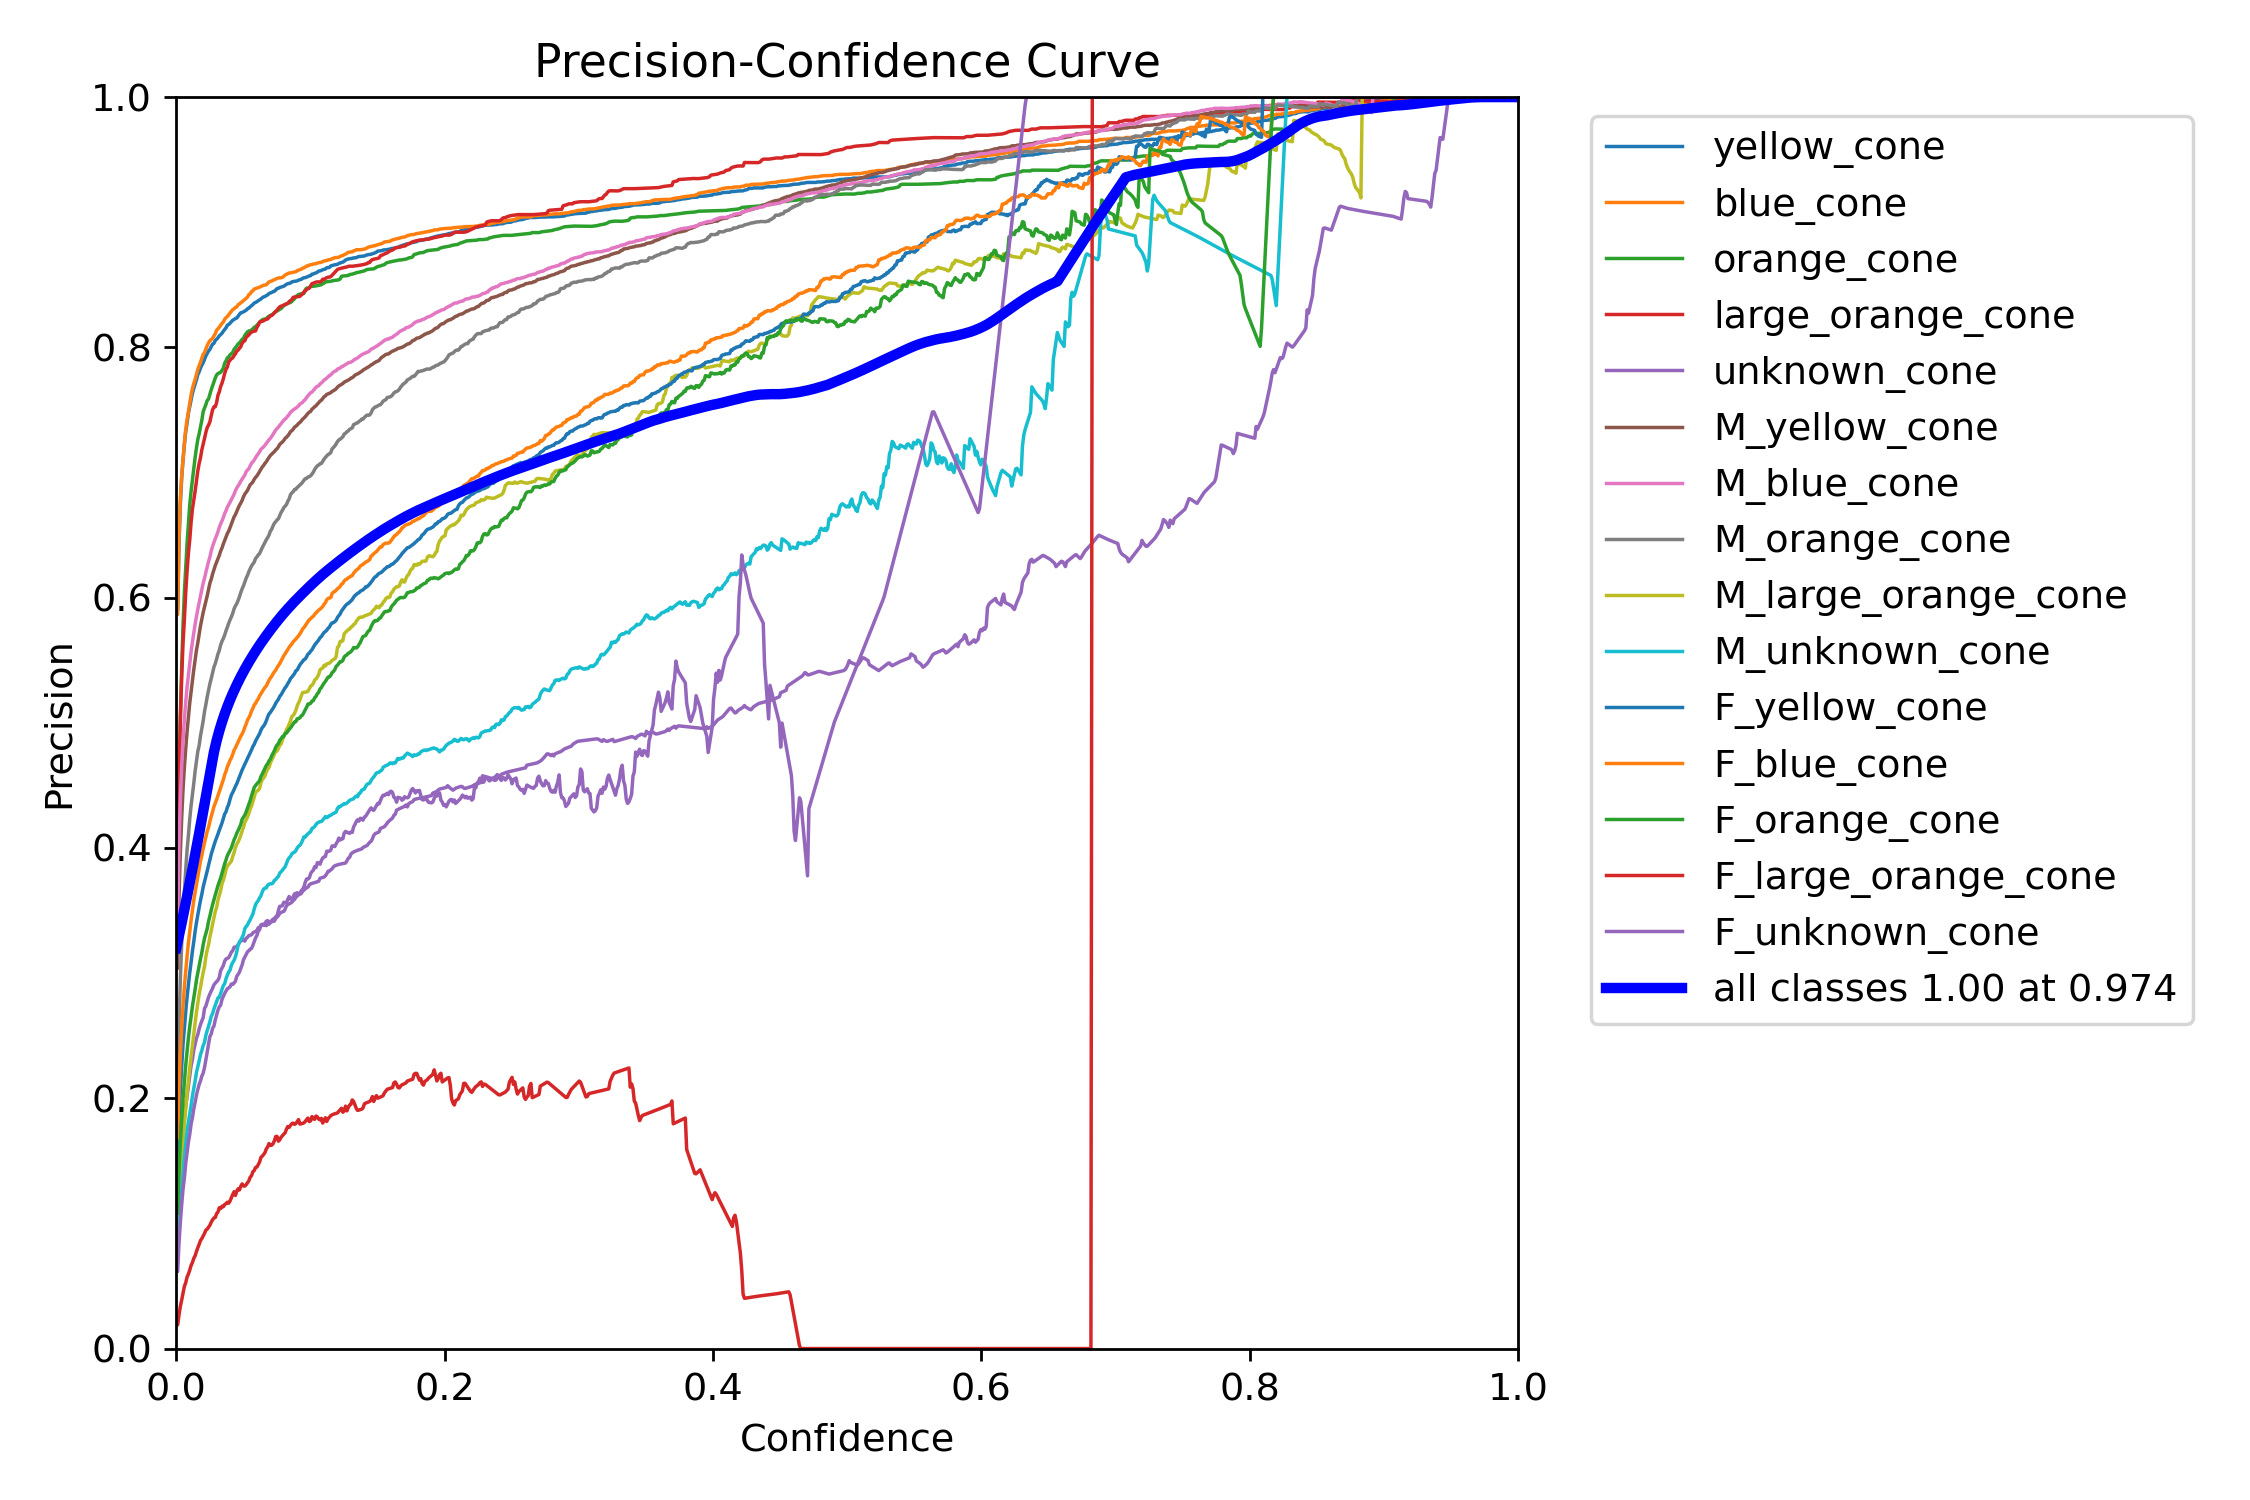 Precision-Confidence Curve
1.0
0.8
0.6
0.4
0.2
0.0
Precision
0.0 0.2 0.4 0.6 0.8 1.0
Confidence
yellow_cone
blue_cone
orange_cone
large_orange_cone
unknown_cone
M_yellow_cone
M_blue_cone
M_orange_cone
M_large_orange_cone
M_unknown_cone
F_yellow_cone
F_blue_cone
F_orange_cone
F_large_orange_cone
F_unknown_cone
all classes 1.00 at 0.974